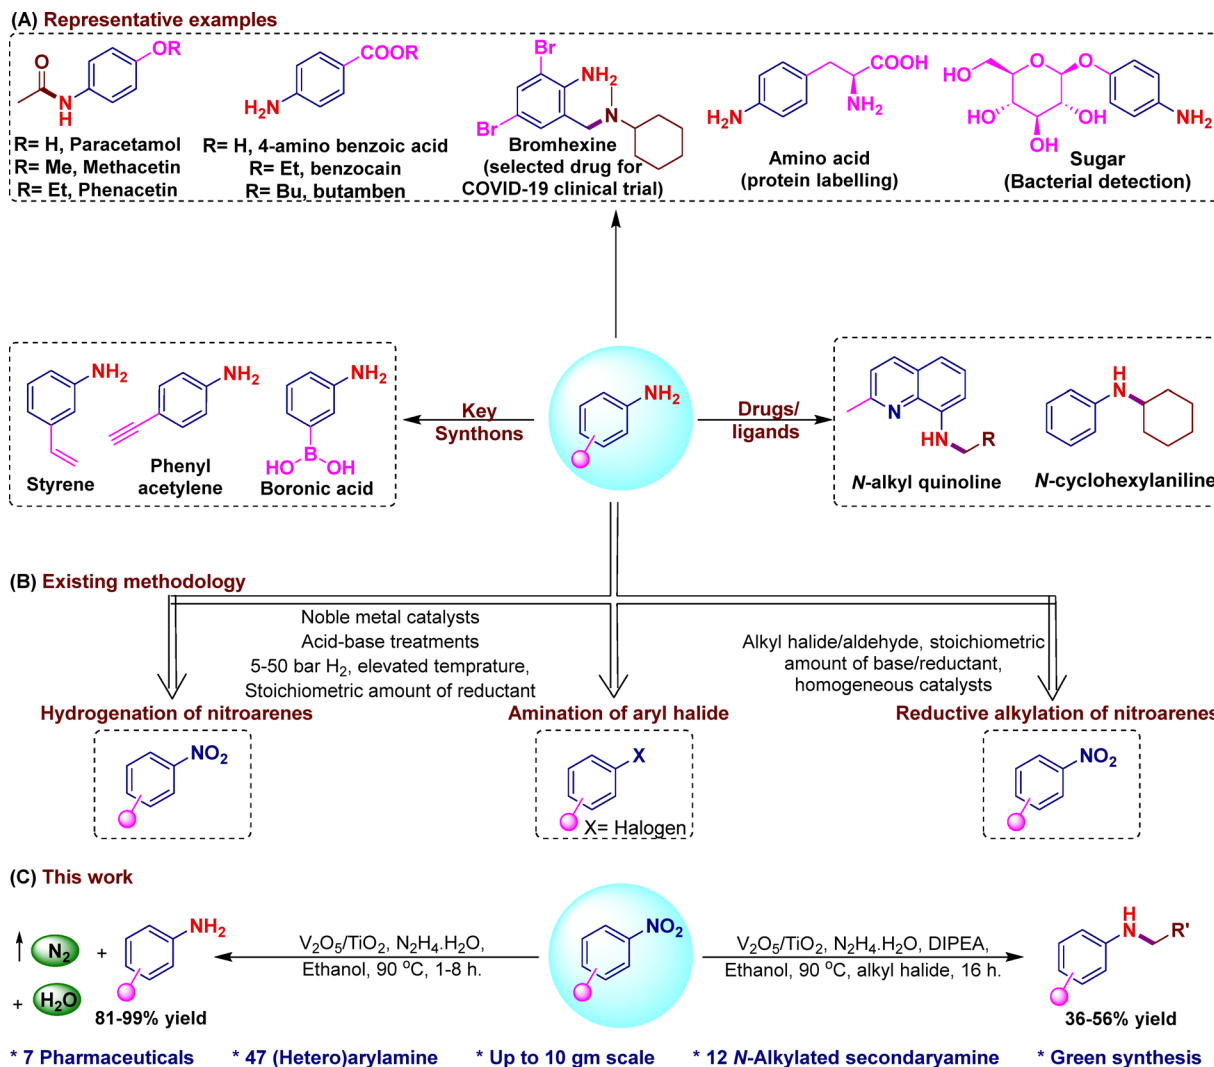 (A) Representative examples
O
N
H
OR
R= H, Paracetamol
R= Me, Methacetin
R= Et, Phenacetin
COOR
H2N
R= H, 4-amino benzoic acid
R= Et, benzocain
R= Bu, butamben
Br
NH2
Br
N
Bromhexine
(selected drug for
COVID-19 clinical trial)
COOH
H2N
NH2
Amino acid
(protein labelling)
HO
O
O
HO
OH
OH
NH2
Sugar
(Bacterial detection)
NH2
Styrene
NH2
Phenyl
acetylene
NH2
B
HO
OH
Boronic acid
Key
Synthons
NH2
Drugs/
ligands
N
HN
R
N-alkyl quinoline
H
N
N-cyclohexylaniline
(B) Existing methodology
Noble metal catalysts
Acid-base treatments
5-50 bar H2, elevated temprature,
Stoichiometric amount of reductant
Alkyl halide/aldehyde, stoichiometric
amount of base/reductant,
homogeneous catalysts
Hydrogenation of nitroarenes
NO2
Amination of aryl halide
X
X= Halogen
Reductive alkylation of nitroarenes
NO2
(C) This work
N2
+
+ H2O
NH2
81-99% yield
V2O5/TiO2, N2H4.H2O,
Ethanol, 90 oC, 1-8 h.
NO2
V2O5/TiO2, N2H4.H2O, DIPEA,
Ethanol, 90 oC, alkyl halide, 16 h.
H
N
R'
36-56% yield
* 7 Pharmaceuticals
* 47 (Hetero)arylamine
* Up to 10 gm scale
* 12 N-Alkylated secondaryamine
* Green synthesis